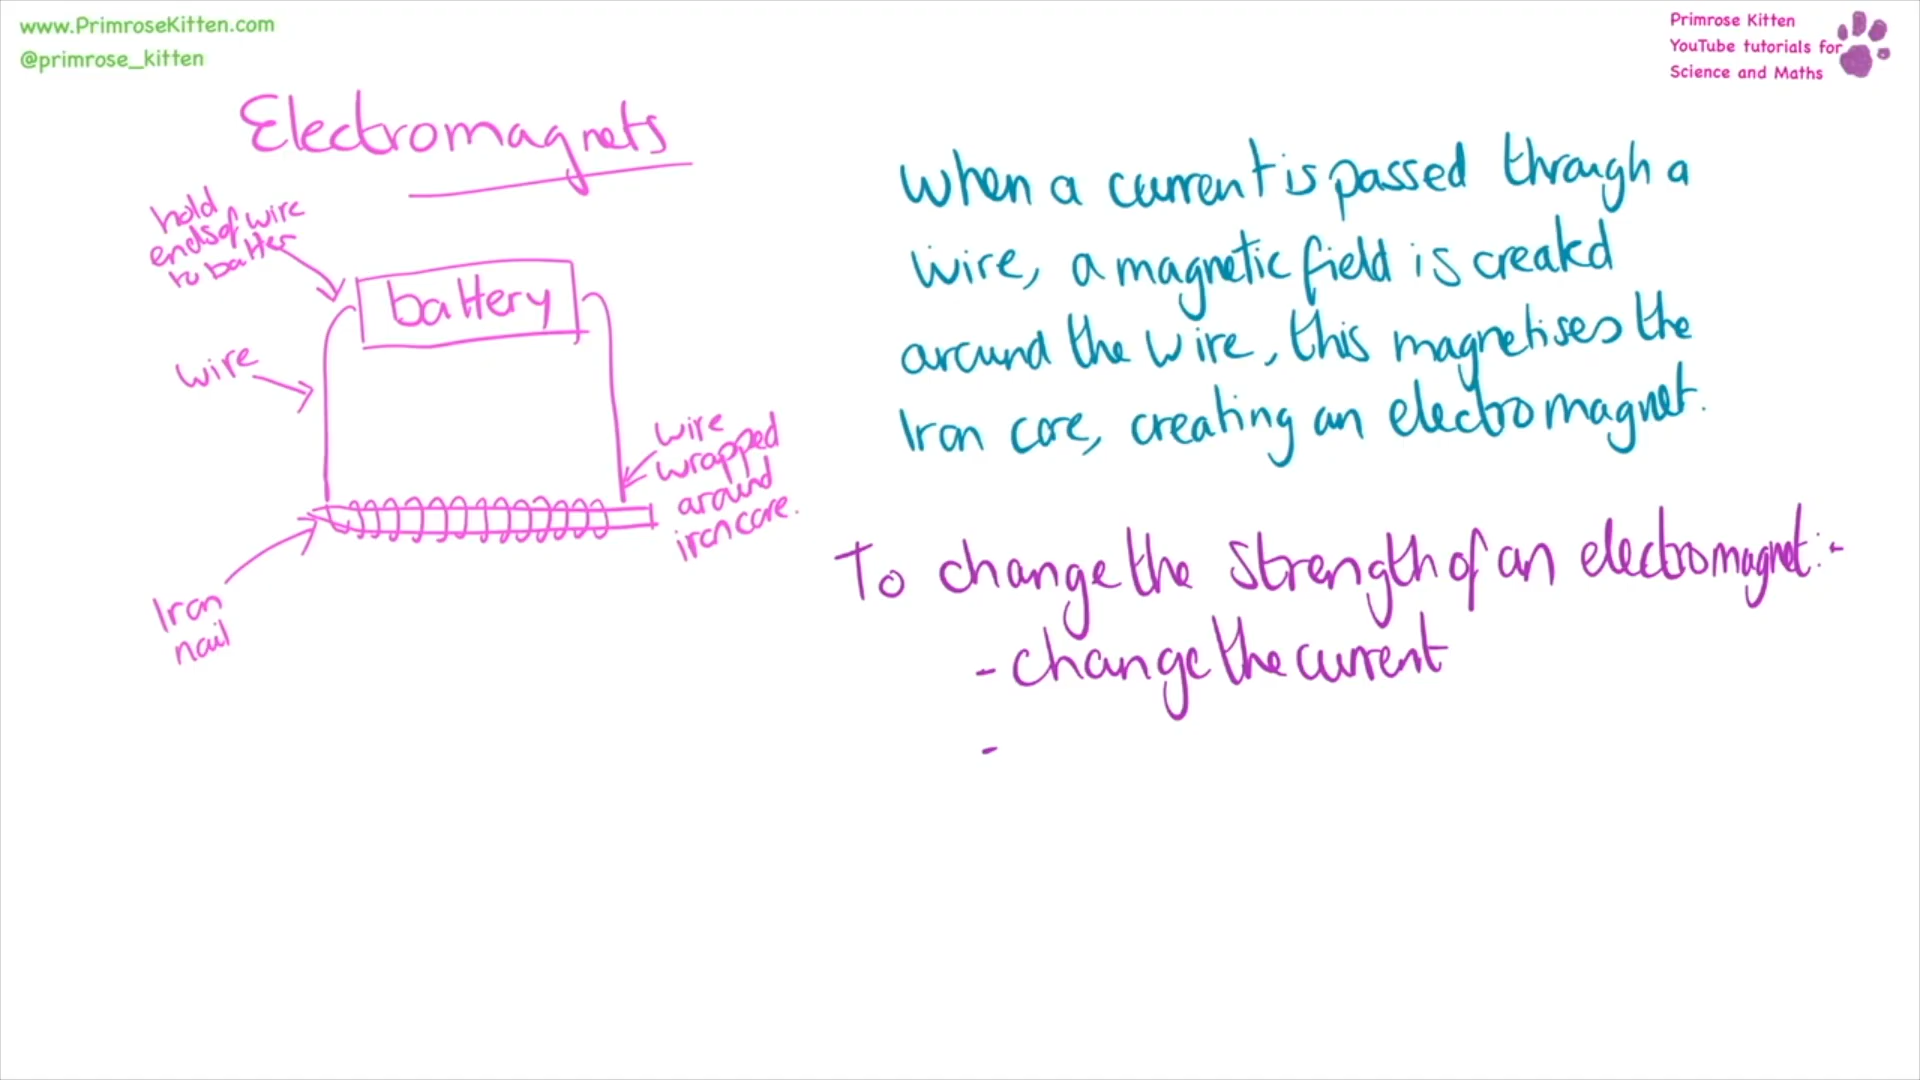 www.PrimroseKitten.com
@primrose_kitten
Primrose Kitten
YouTube tutorials for
Science and Maths
Electromagnets
hold
ends of wire
to batter
battery
wire
wire
wrapped
around
iron core.
Iron
nail
When a current is passed through a
wire, a magnetic field is created
around the wire, this magnetises the
Iron core, creating an electromagnet.
To change the strength of an electromagnet:-
- change the current
-